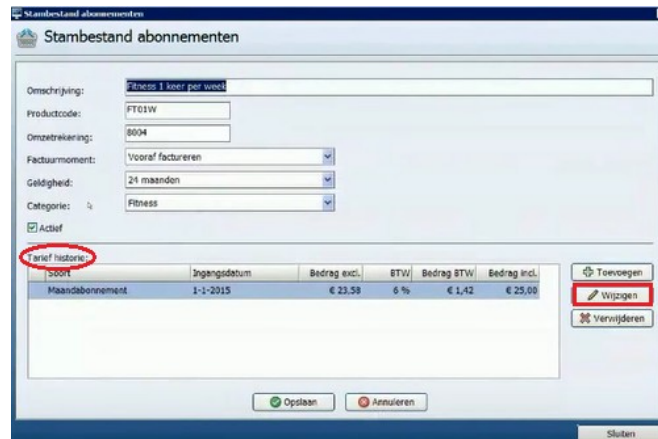 Stambestand abonnementen
Stambestand abonnementen
Omschrijving: Fitness 1 keer per week
Productcode: FT01W
Omzetrekening: 8004
Factuurmoment: Vooraf factureren
Geldigheid: 24 maanden
Categorie: Fitness
Actief
Tarief historie:
Soort Ingangsdatum Bedrag excl. BTW Bedrag BTW Bedrag incl. Toevoegen
Maandabonnement 1-1-2015 € 23,58 6 % € 1,42 € 25,00 Wijzigen
Verwijderen
Opslaan Annuleren
Sluiten